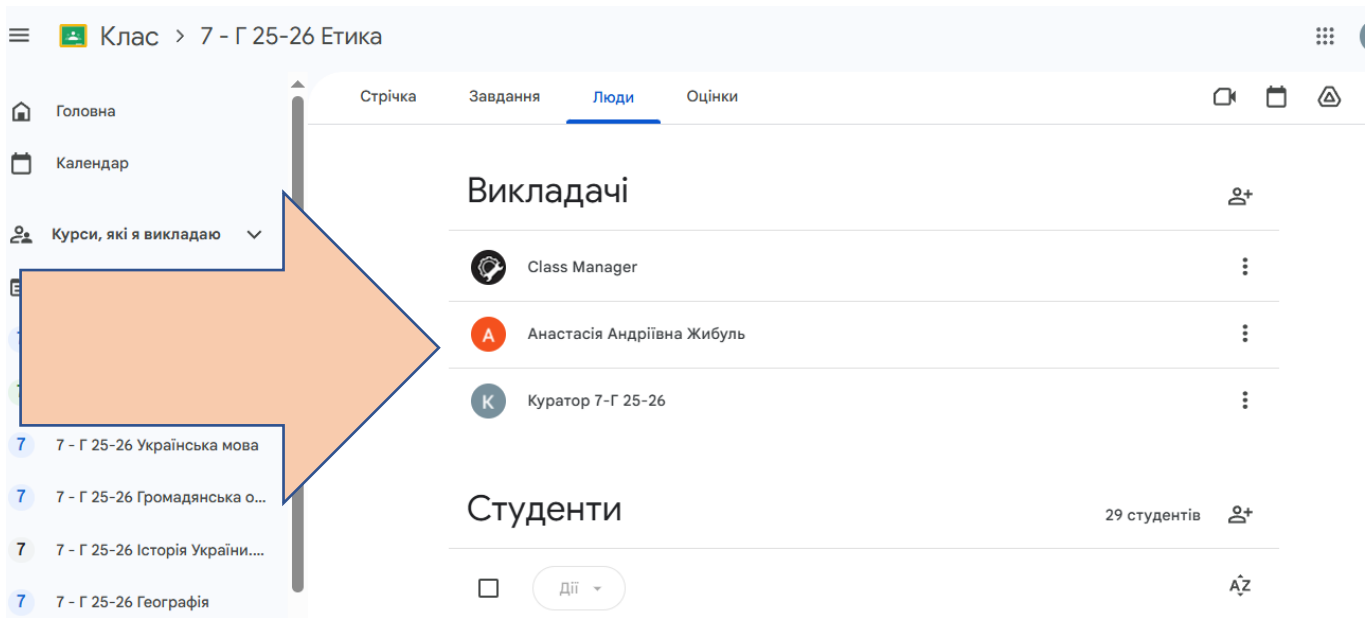 Клас > 7 - Г 25-26 Етика
Головна
Календар
Курси, які я викладаю
7 - Г 25-26 Українська мова
7 - Г 25-26 Громадянська о...
7 - Г 25-26 Історія України....
7 - Г 25-26 Географія
Стрічка Завдання Люди Оцінки
Викладачі
Class Manager
А Анастасія Андріївна Жибуль
К Куратор 7-Г 25-26
Студенти 29 студентів
Дії
AZ